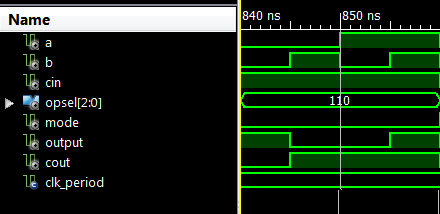 Name
840 ns
850 ns
a
b
cin
opsel[2:0]
110
mode
output
cout
clk_period